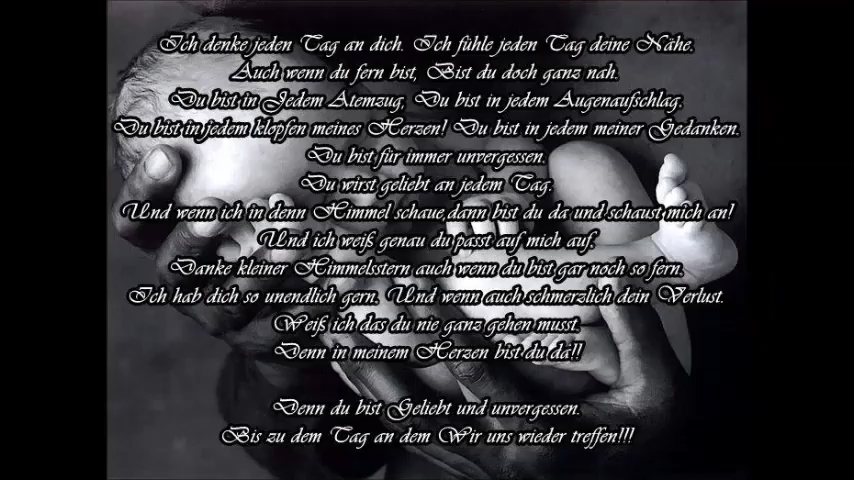 Ich denke jeden Tag an dich. Ich fühle jeden Tag deine Nähe.
Auch wenn du fern bist, Bist du doch ganz nah.
Du bist in Jedem Atemzug, Du bist in jedem Augenaufschlag.
Du bist in jedem klopfen meines Herzen! Du bist in jedem meiner Gedanken.
Du bist für immer unvergessen.
Du wirst geliebt an jedem Tag.
Und wenn ich in denn Himmel schaue,dann bist du da und schaust mich an!
Und ich weiß genau du passt auf mich auf.
Danke kleiner Himmelsstern auch wenn du bist gar noch so fern.
Ich hab dich so unendlich gern. Und wenn auch schmerzlich dein Verlust.
Weiß ich das du nie ganz gehen musst.
Denn in meinem Herzen bist du da!!
Denn du bist Geliebt und unvergessen.
Bis zu dem Tag an dem Wir uns wieder treffen!!!